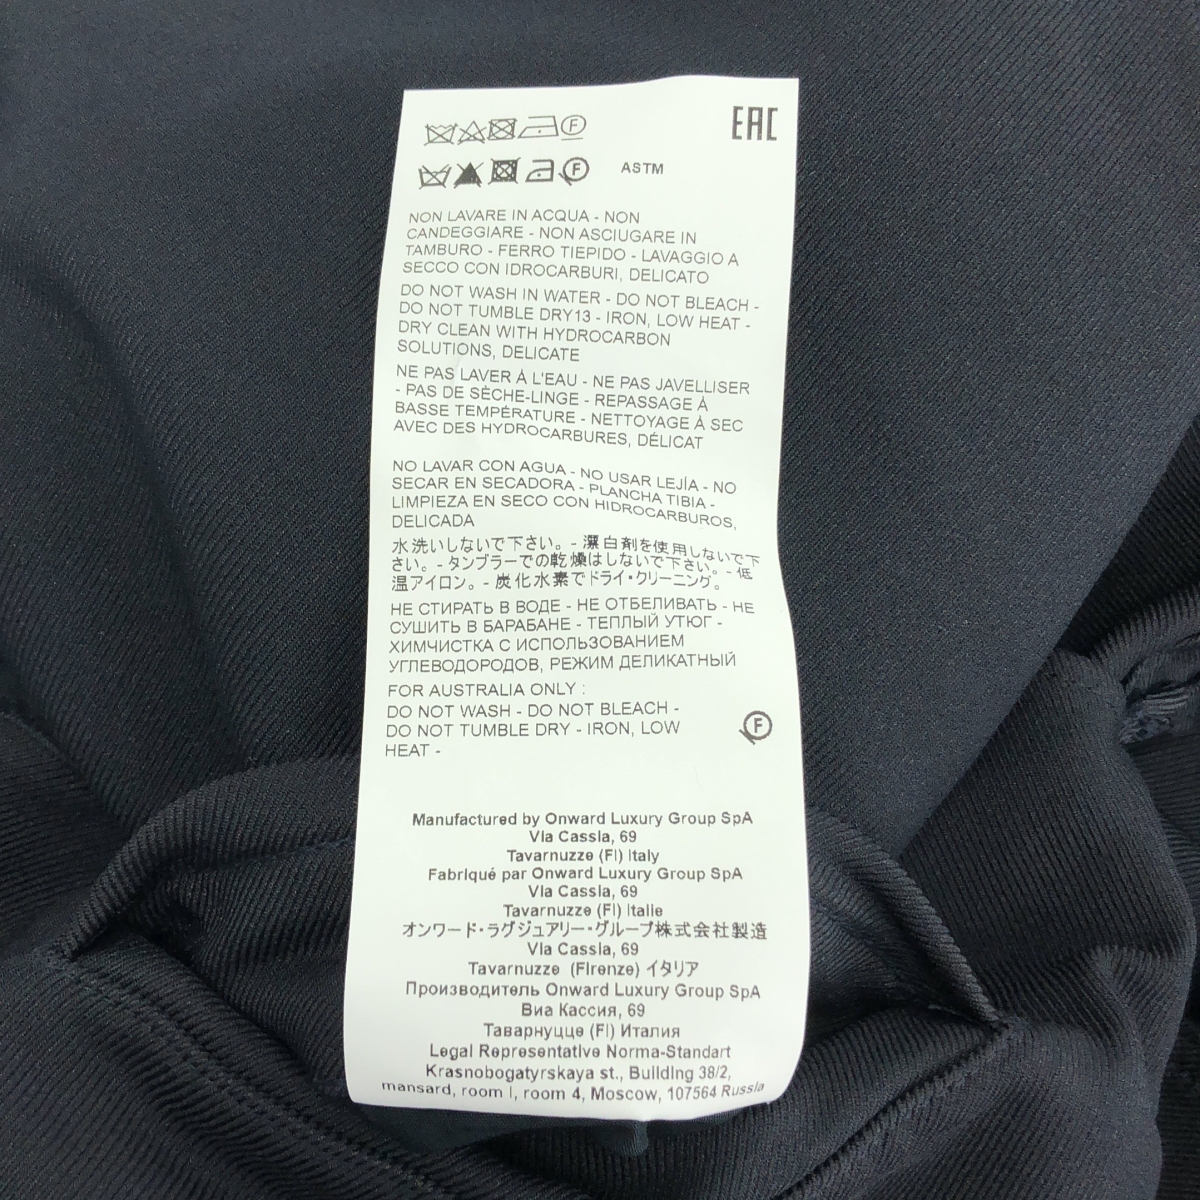 EAC
F
F ASTM
NON LAVARE IN ACQUA - NON
CANDEGGIARE - NON ASCIUGARE IN
TAMBURO - FERRO TIEPIDO - LAVAGGIO A
SECCO CON IDROCARBURI, DELICATO
DO NOT WASH IN WATER - DO NOT BLEACH -
DO NOT TUMBLE DRY13 - IRON, LOW HEAT -
DRY CLEAN WITH HYDROCARBON
SOLUTIONS, DELICATE
NE PAS LAVER À L'EAU - NE PAS JAVELLISER
- PAS DE SÈCHE-LINGE - REPASSAGE À
BASSE TEMPÉRATURE - NETTOYAGE À SEC
AVEC DES HYDROCARBURES, DÉLICAT
NO LAVAR CON AGUA - NO USAR LEJÍA - NO
SECAR EN SECADORA - PLANCHA TIBIA -
LIMPIEZA EN SECO CON HIDROCARBUROS,
DELICADA
水洗いしないで下さい。- 漂白剤を使用しないで下
さい。- タンブラーでの乾燥はしないで下さい。- 低
温アイロン。- 炭化水素でドライ・クリーニング。
НЕ СТИРАТЬ В ВОДЕ - НЕ ОТБЕЛИВАТЬ - НЕ
СУШИТЬ В БАРАБАНЕ - ТЕПЛЫЙ УТЮГ -
ХИМЧИСТКА С ИСПОЛЬЗОВАНИЕМ
УГЛЕВОДОРОДОВ, РЕЖИМ ДЕЛИКАТНЫЙ
FOR AUSTRALIA ONLY :
DO NOT WASH - DO NOT BLEACH -
DO NOT TUMBLE DRY - IRON, LOW
HEAT -
F
Manufactured by Onward Luxury Group SpA
Via Cassia, 69
Tavarnuzze (FI) Italy
Fabriqué par Onward Luxury Group SpA
Via Cassia, 69
Tavarnuzze (FI) Italie
オンワード・ラグジュアリー・グループ株式会社製造
Via Cassia, 69
Tavarnuzze (Firenze) イタリア
Производитель Onward Luxury Group SpA
Виа Кассия, 69
Таварнуцце (FI) Италия
Legal Representative Norma-Standart
Krasnobogatyrskaya st., Building 38/2,
mansard, room I, room 4, Moscow, 107564 Russia